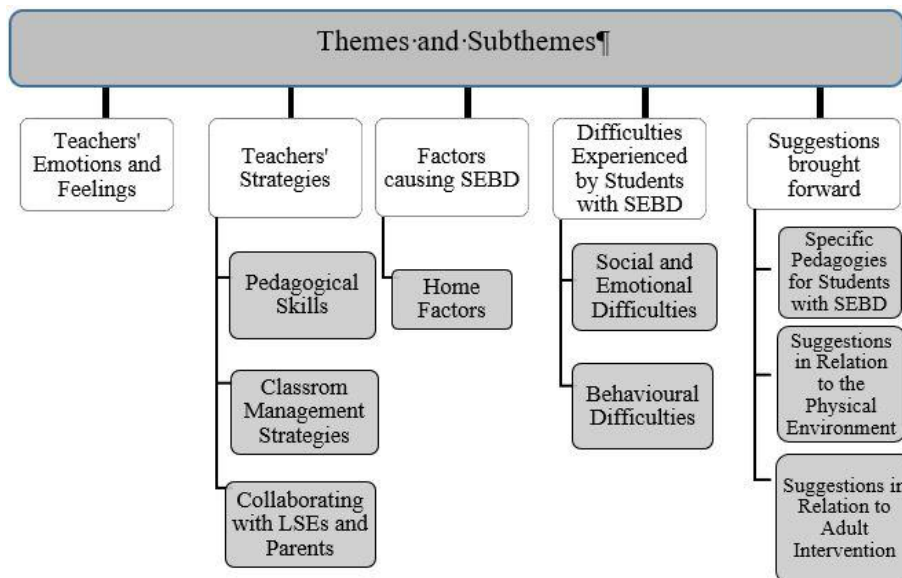 Themes·and·Subthemes¶
Teachers'
Emotions and
Feelings
Teachers'
Strategies
Pedagogical
Skills
Classrom
Management
Strategies
Collaborating
with LSEs and
Parents
Factors
causing SEBD
Home
Factors
Difficulties
Experienced
by Students
with SEBD
Social and
Emotional
Difficulties
Behavioural
Difficulties
Suggestions
brought
forward
Specific
Pedagogies
for Students
with SEBD
Suggestions
in Relation
to the
Physical
Environment
Suggestions in
Relation to
Adult
Intervention